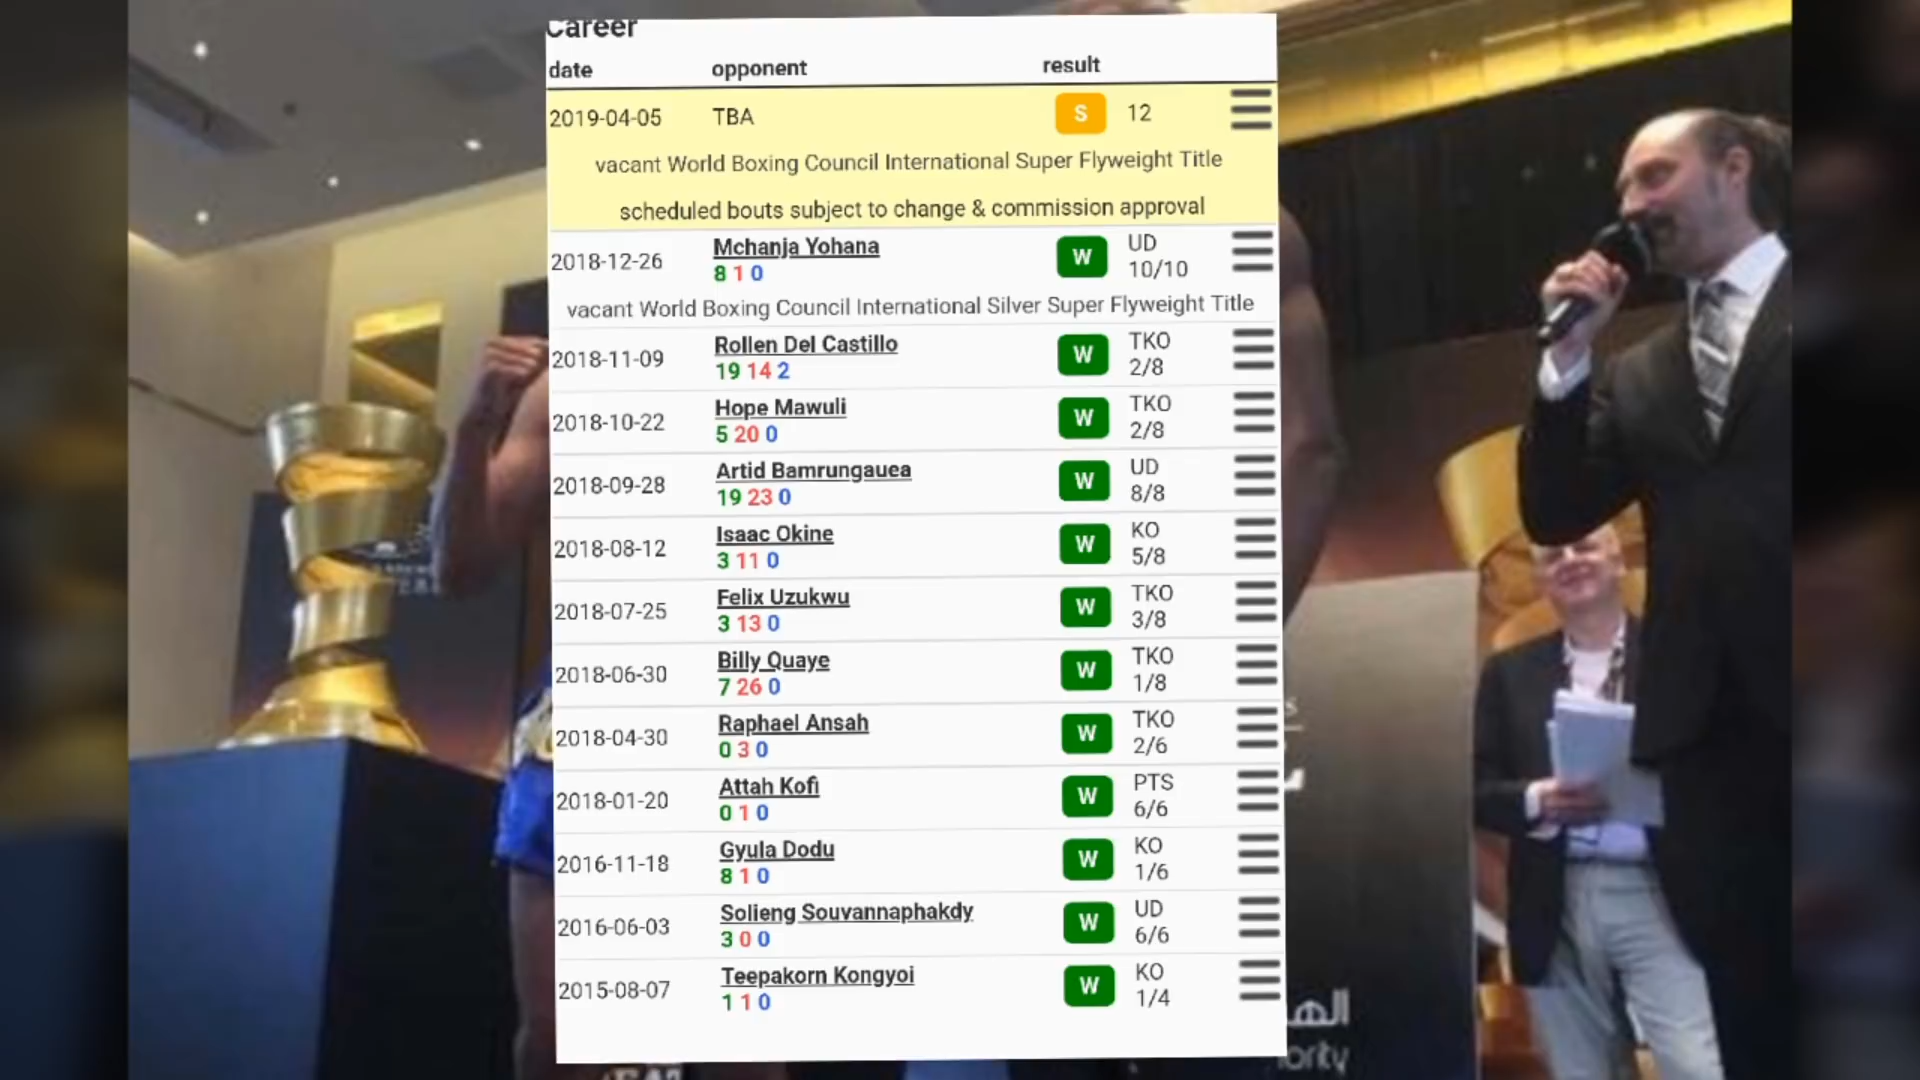 Career
date opponent result
2019-04-05 TBA S 12
vacant World Boxing Council International Super Flyweight Title
scheduled bouts subject to change & commission approval
2018-12-26 Mchanja Yohana W UD
8 1 0 10/10
vacant World Boxing Council International Silver Super Flyweight Title
2018-11-09 Rollen Del Castillo W TKO
19 14 2 2/8
2018-10-22 Hope Mawuli W TKO
5 20 0 2/8
2018-09-28 Artid Bamrungauea W UD
19 23 0 8/8
2018-08-12 Isaac Okine W KO
3 11 0 5/8
2018-07-25 Felix Uzukwu W TKO
3 13 0 3/8
2018-06-30 Billy Quaye W TKO
7 26 0 1/8
2018-04-30 Raphael Ansah W TKO
0 3 0 2/6
2018-01-20 Attah Kofi W PTS
0 1 0 6/6
2016-11-18 Gyula Dodu W KO
8 1 0 1/6
2016-06-03 Solieng Souvannaphakdy W UD
3 0 0 6/6
2015-08-07 Teepakorn Kongyoi W KO
1 1 0 1/4